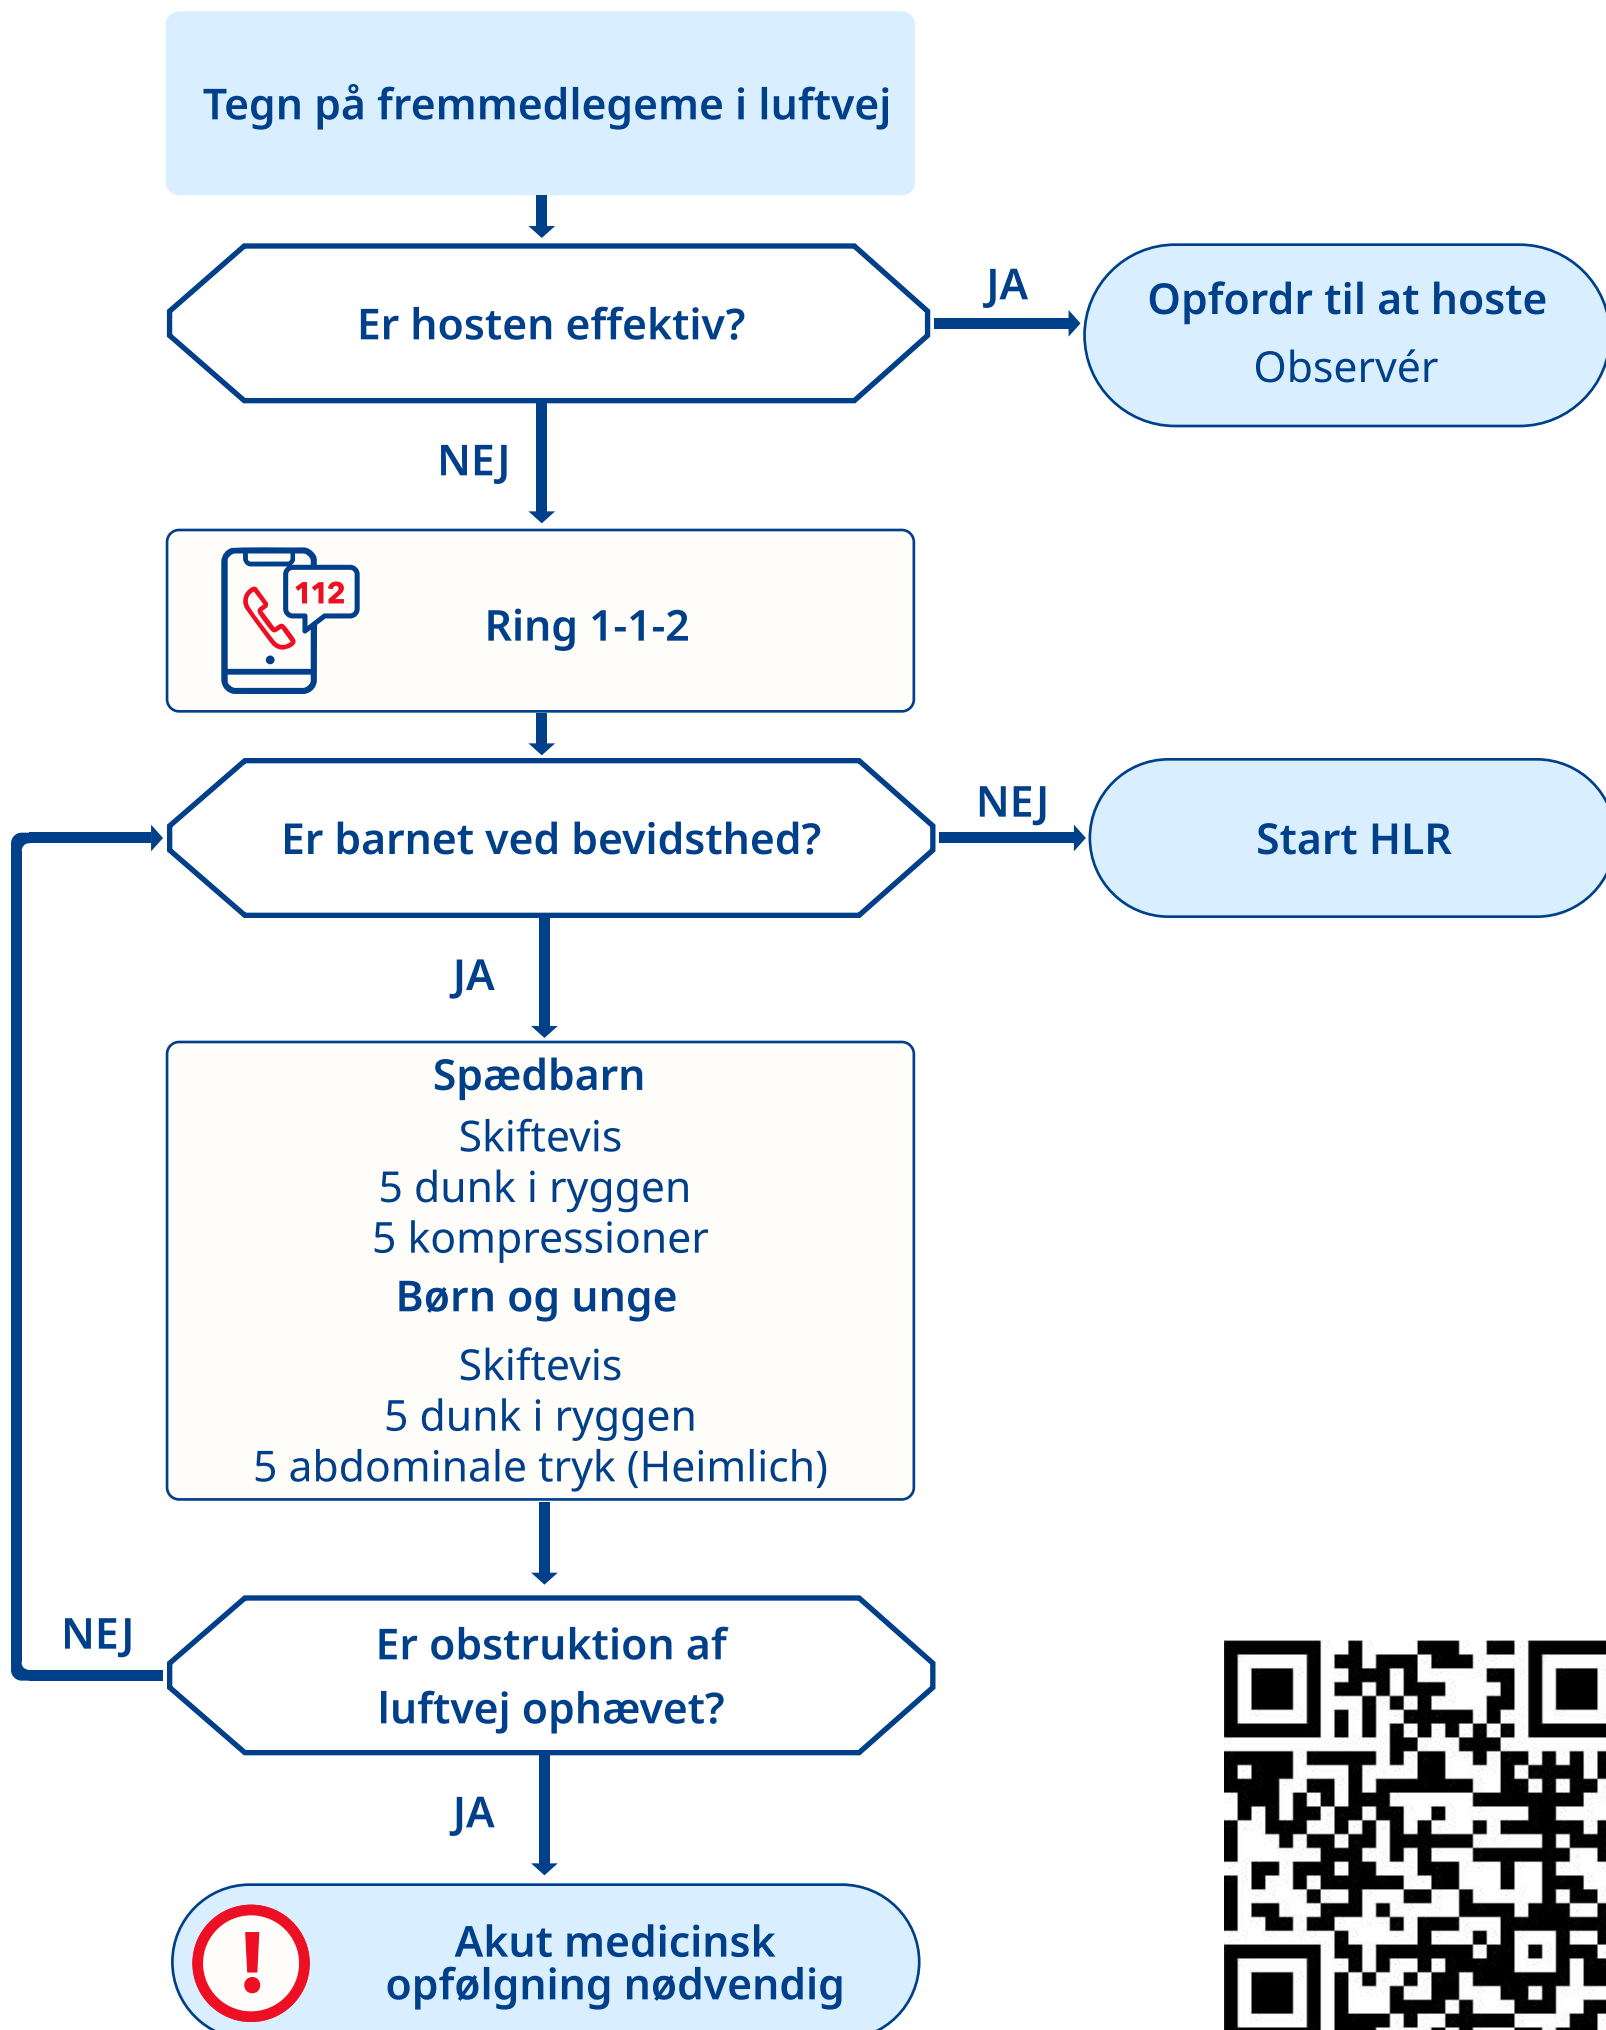 Tegn på fremmedlegeme i luftvej
Er hosten effektiv?
JA
Opfordr til at hoste
Observér
NEJ
112
Ring 1-1-2
Er barnet ved bevidsthed?
NEJ
Start HLR
JA
Spædbarn
Skiftevis
5 dunk i ryggen
5 kompressioner
Børn og unge
Skiftevis
5 dunk i ryggen
5 abdominale tryk (Heimlich)
NEJ
Er obstruktion af
luftvej ophævet?
JA
!
Akut medicinsk
opfølgning nødvendig